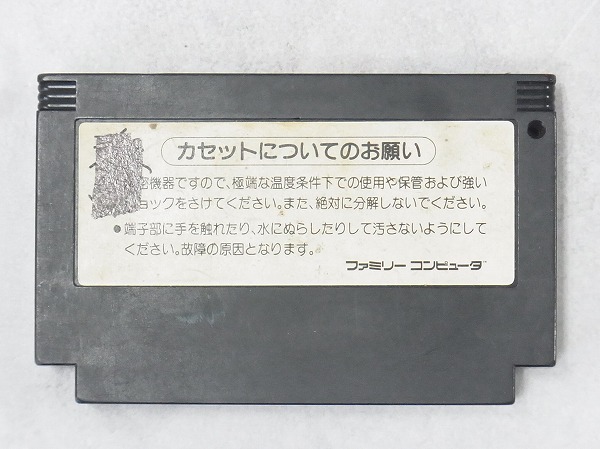 カセットについてのお願い
密機器ですので、極端な温度条件下での使用や保管および強い
ョックをさけてください。また、絶対に分解しないでください。
●端子部に手を触れたり、水にぬらしたりして汚さないようにして
ください。故障の原因となります。
ファミリーコンピュータ™